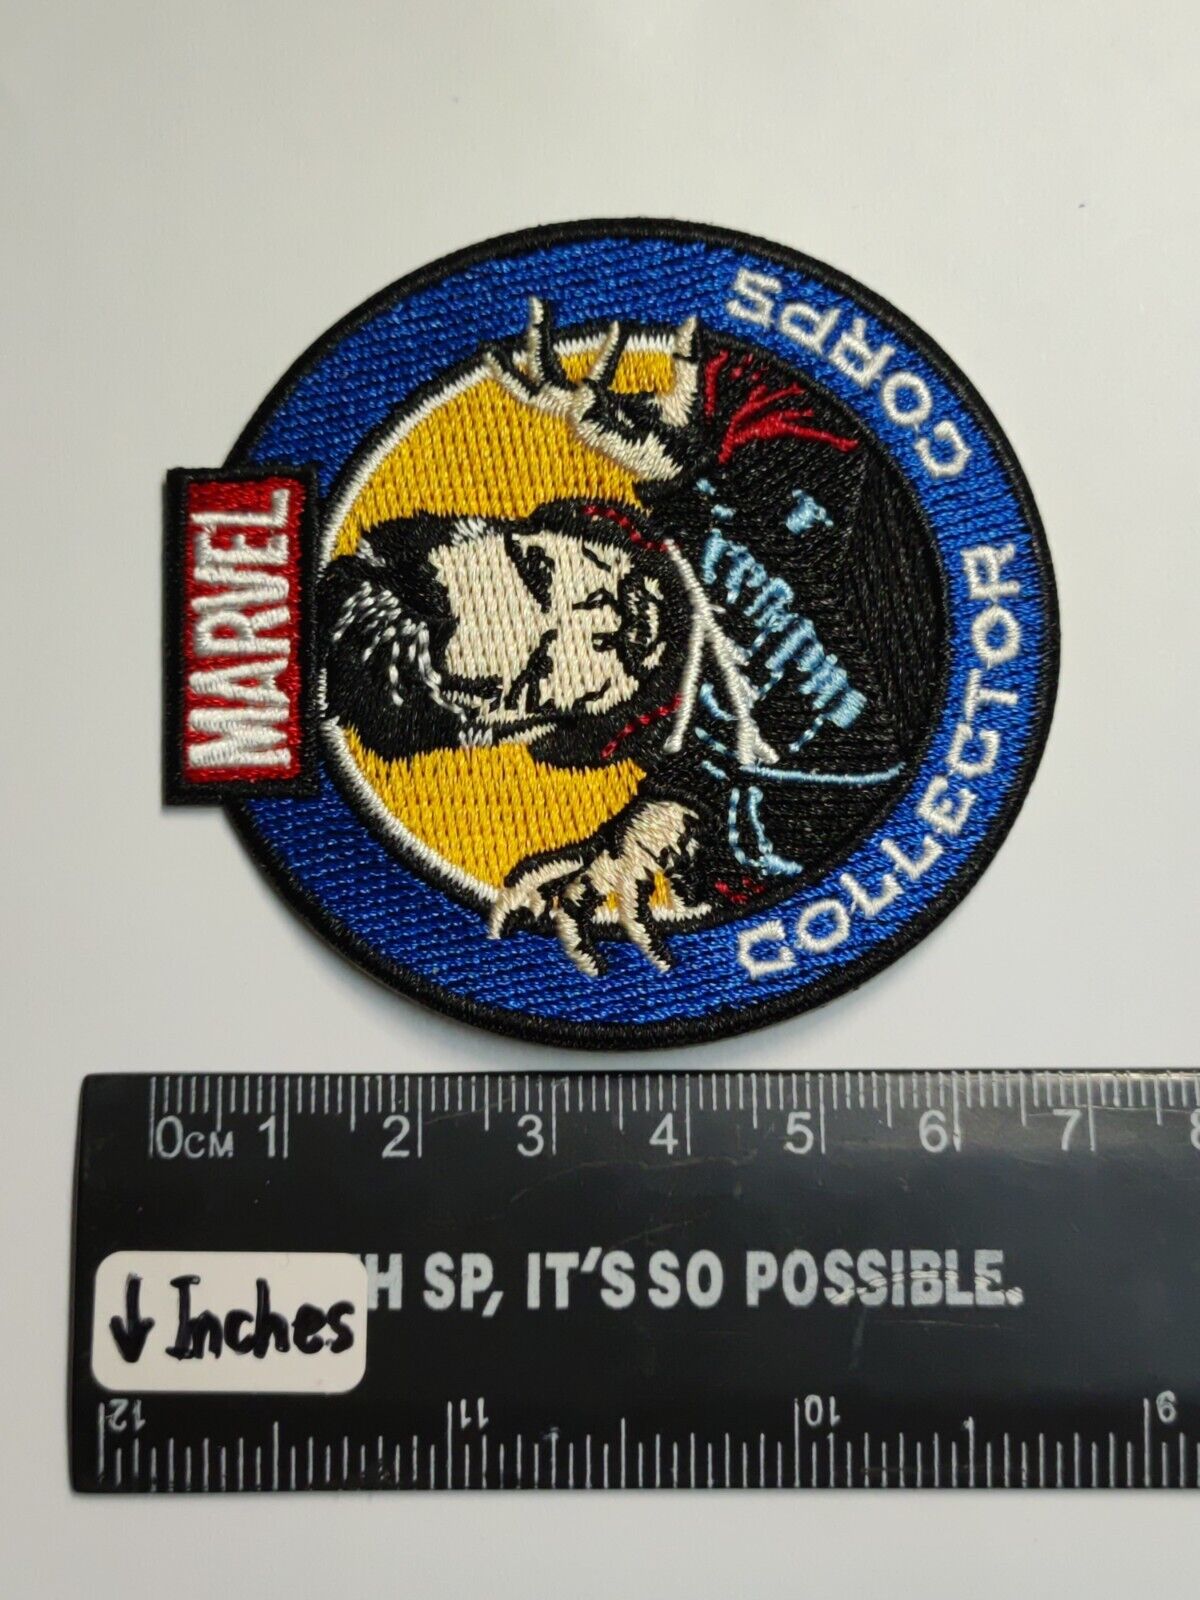 MARVEL
COLLECTOR CORPS
0CM 1 2 3 4 5 6 7
H SP, IT'S SO POSSIBLE.
↓ Inches
12 11 10 9